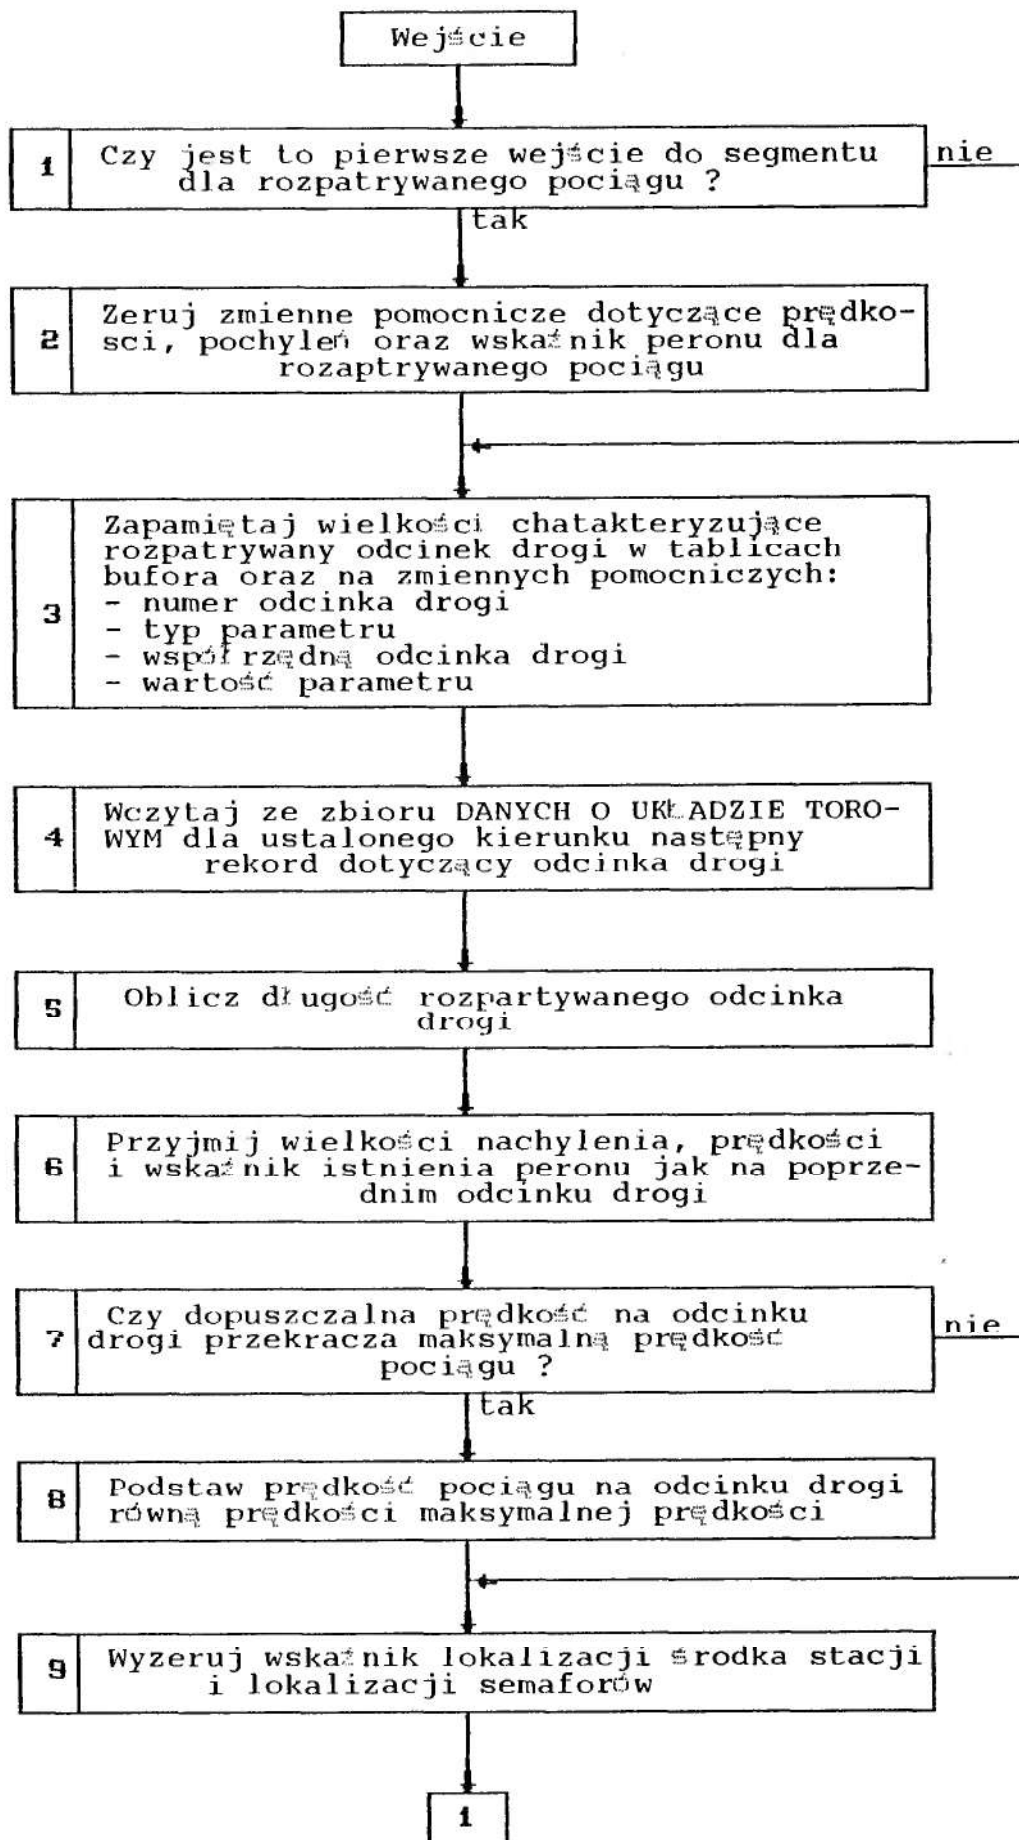 Wejście
1 Czy jest to pierwsze wejście do segmentu nie
dla rozpatrywanego pociągu ?
tak
2 Zeruj zmienne pomocnicze dotyczące prędko-
sci, pochyleń oraz wskaźnik peronu dla
rozaptrywanego pociągu
3 Zapamiętaj wielkości chatakteryzujące
rozpatrywany odcinek drogi w tablicach
bufora oraz na zmiennych pomocniczych:
- numer odcinka drogi
- typ parametru
- współrzędną odcinka drogi
- wartość parametru
4 Wczytaj ze zbioru DANYCH O UKŁADZIE TORO-
WYM dla ustalonego kierunku następny
rekord dotyczący odcinka drogi
5 Oblicz długość rozpartywanego odcinka
drogi
6 Przyjmij wielkości nachylenia, prędkości
i wskaźnik istnienia peronu jak na poprze-
dnim odcinku drogi
7 Czy dopuszczalna prędkość na odcinku nie
drogi przekracza maksymalną prędkość
pociągu ?
tak
8 Podstaw prędkość pociągu na odcinku drogi
równą prędkości maksymalnej prędkości
9 Wyzeruj wskaźnik lokalizacji środka stacji
i lokalizacji semaforów
1